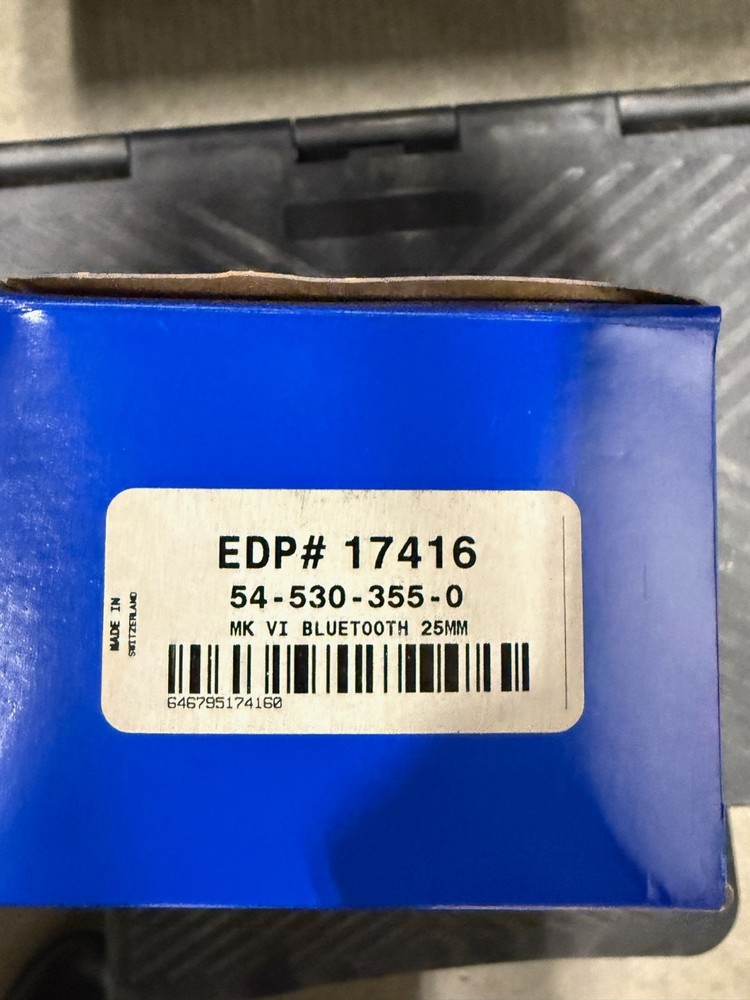 EDP# 17416
54-530-355-0
MK VI BLUETOOTH 25MM
646795174160
MADE IN
SWITZERLAND